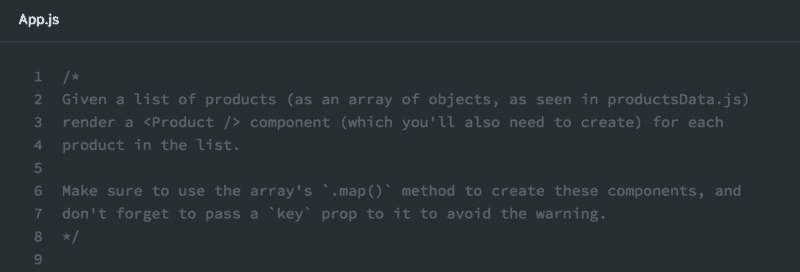 App.js
1 /*
2 Given a list of products (as an array of objects, as seen in productsData.js)
3 render a <Product /> component (which you'll also need to create) for each
4 product in the list.
5
6 Make sure to use the array's `.map()` method to create these components, and
7 don't forget to pass a `key` prop to it to avoid the warning.
8 */
9